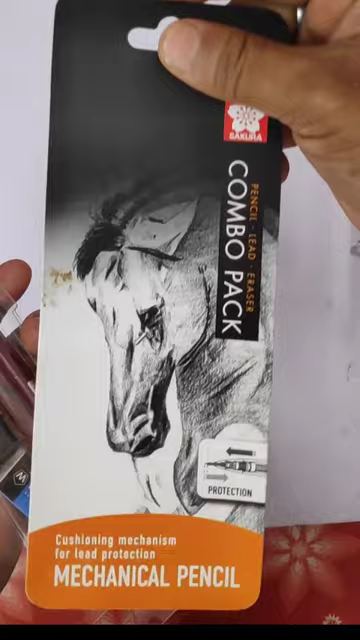 SAKURA
PENCIL · LEAD · ERASER
COMBO PACK
PROTECTION
Cushioning mechanism
for lead protection
MECHANICAL PENCIL